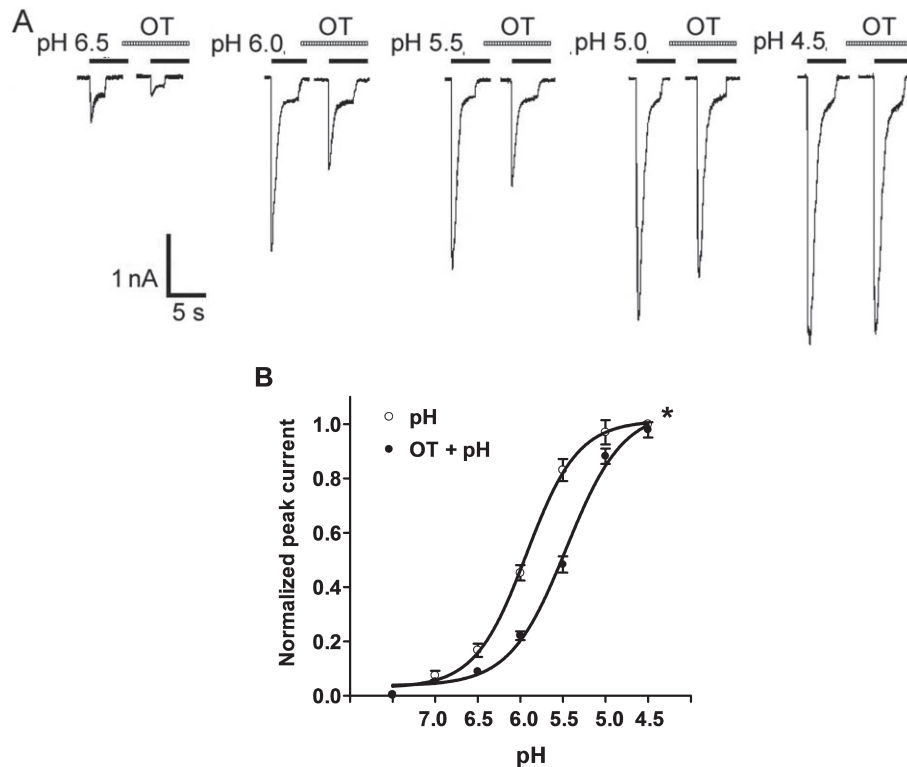 A
OT
OT
OT
OT
OT
pH 6.5
pH 6.0
pH 5.5
pH 5.0
pH 4.5
1 nA
5 s
B
Normalized peak current
1.0
0.8
0.6
0.4
0.2
0.0
pH
OT + pH
*
7.0 6.5 6.0 5.5 5.0 4.5
pH